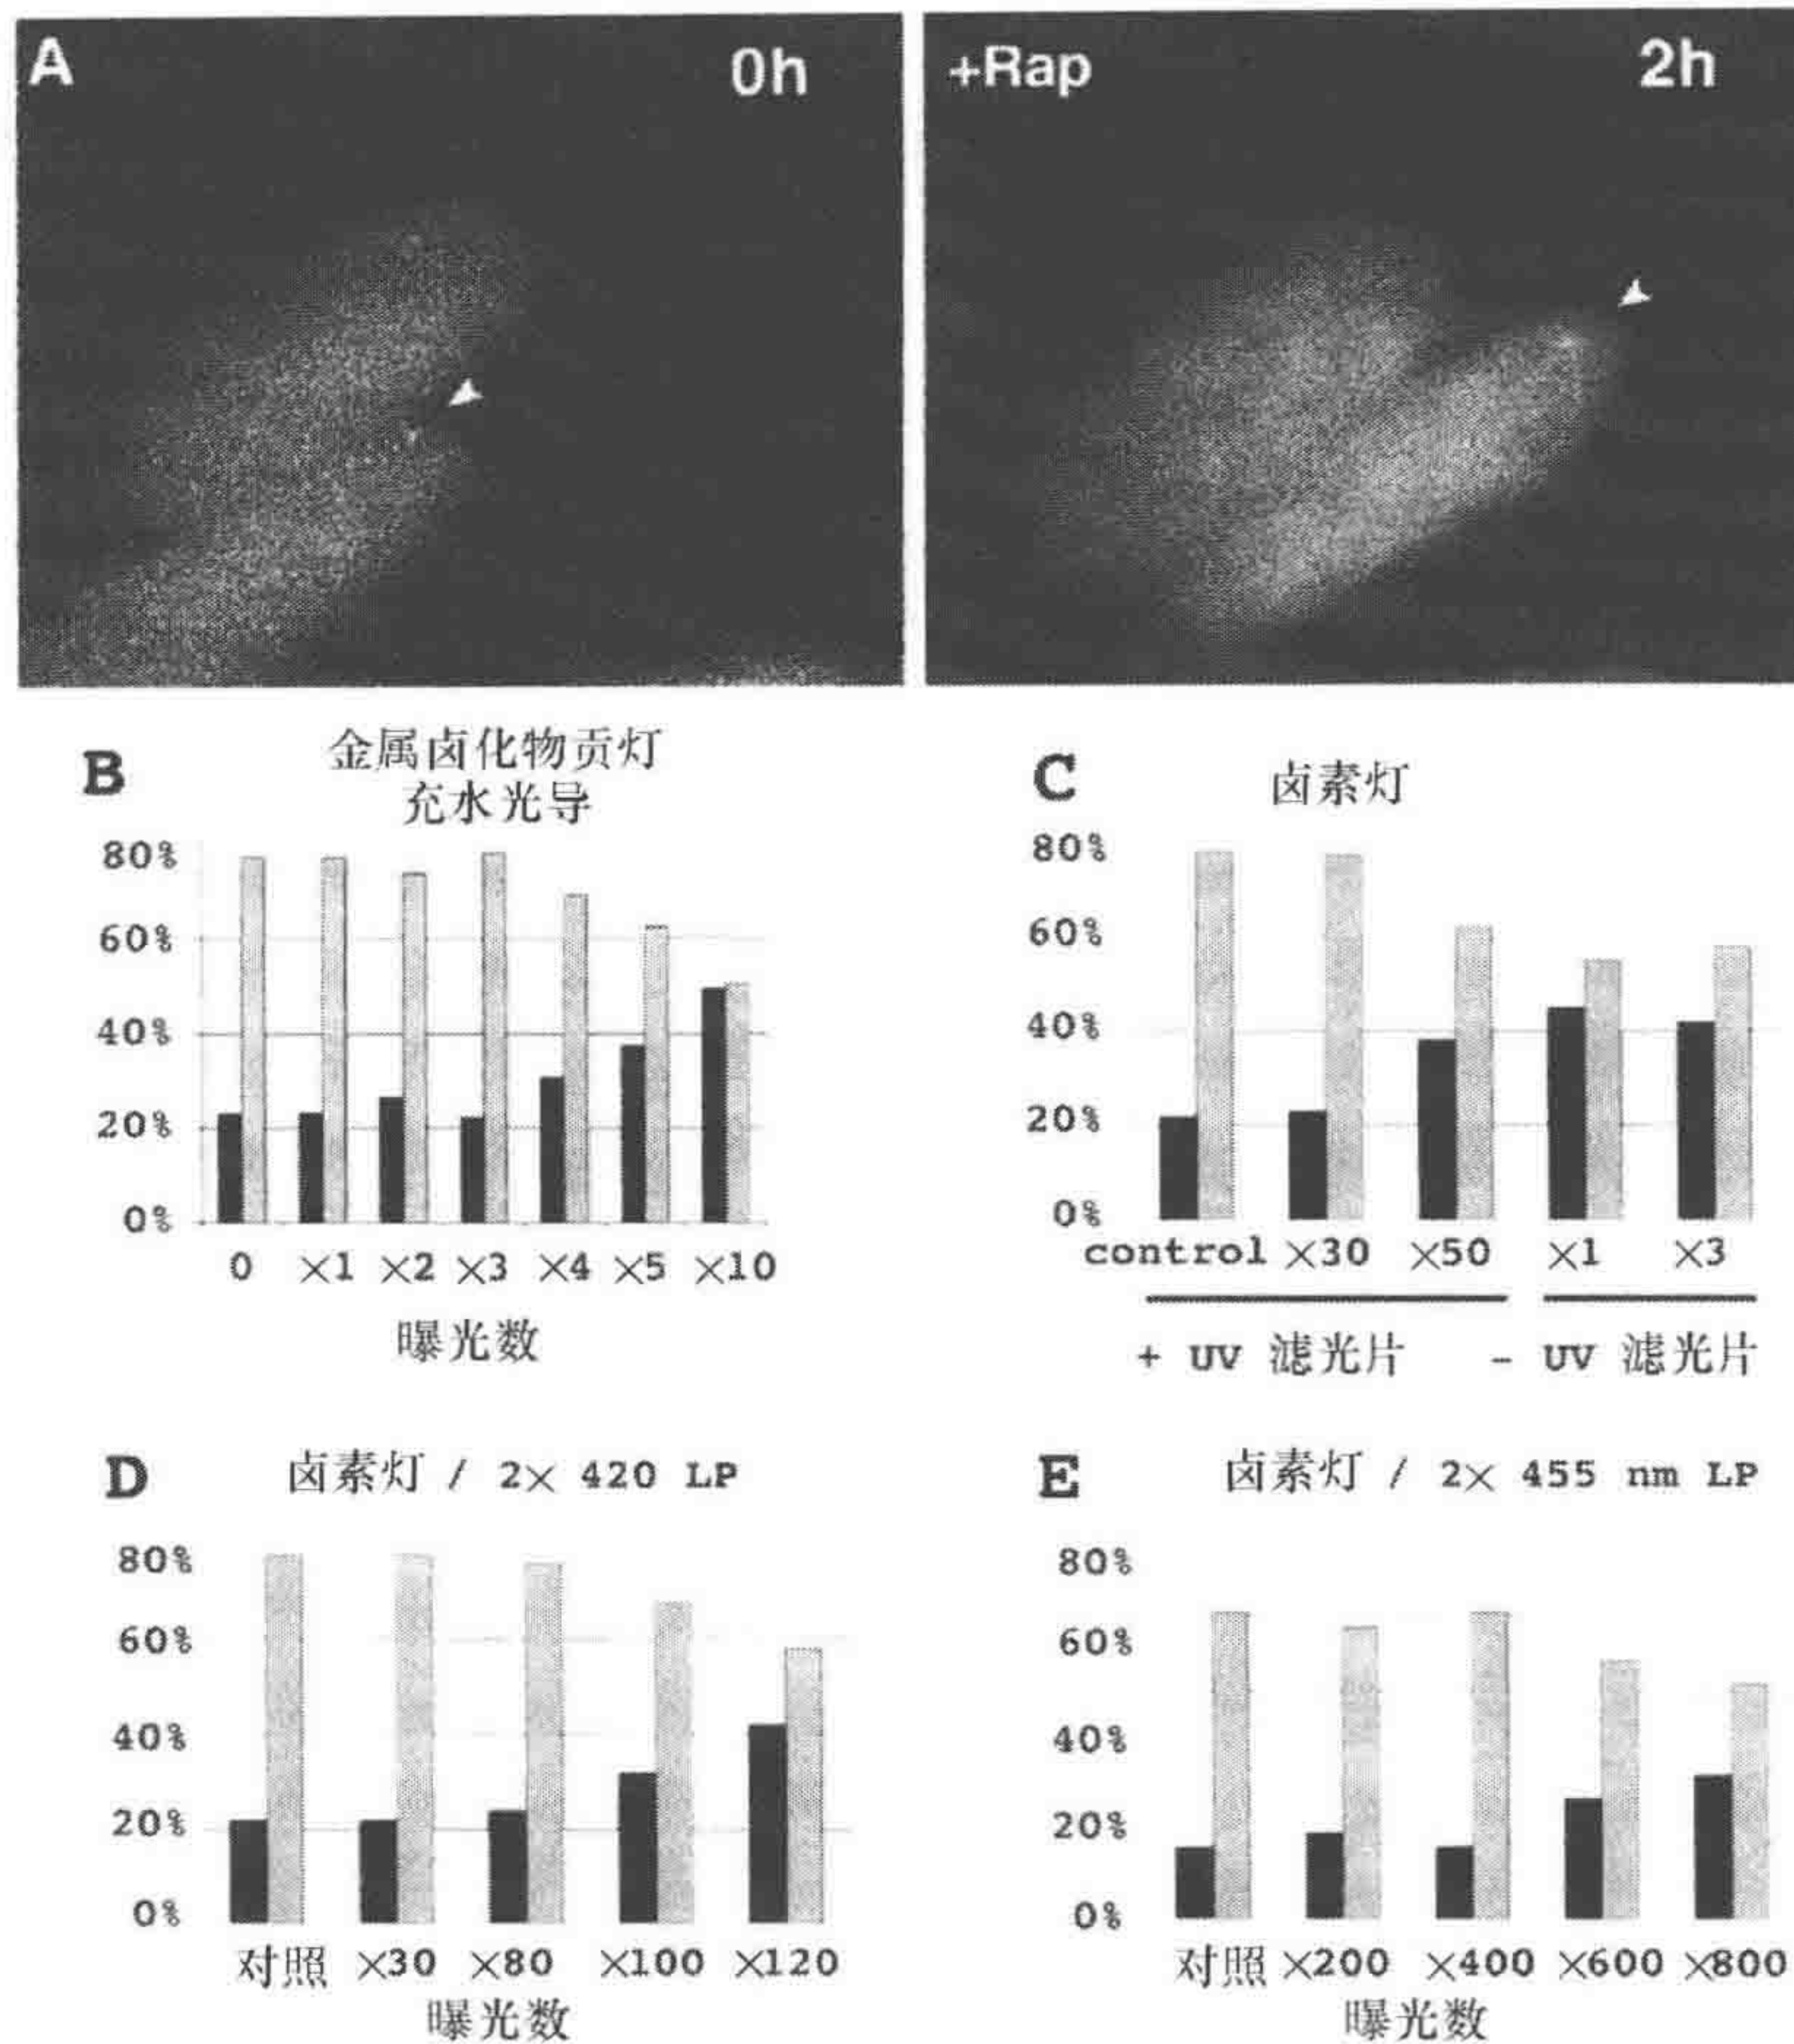 A 0h
+Rap 2h
B 金属卤化物贡灯
充水光导
80%
60%
40%
20%
0%
0 ×1 ×2 ×3 ×4 ×5 ×10
曝光数
C 卤素灯
80%
60%
40%
20%
0%
control ×30 ×50 ×1 ×3
+ UV 滤光片 - UV 滤光片
D 卤素灯 / 2× 420 LP
80%
60%
40%
20%
0%
对照 ×30 ×80 ×100 ×120
曝光数
E 卤素灯 / 2× 455 nm LP
80%
60%
40%
20%
0%
对照 ×200 ×400 ×600 ×800
曝光数